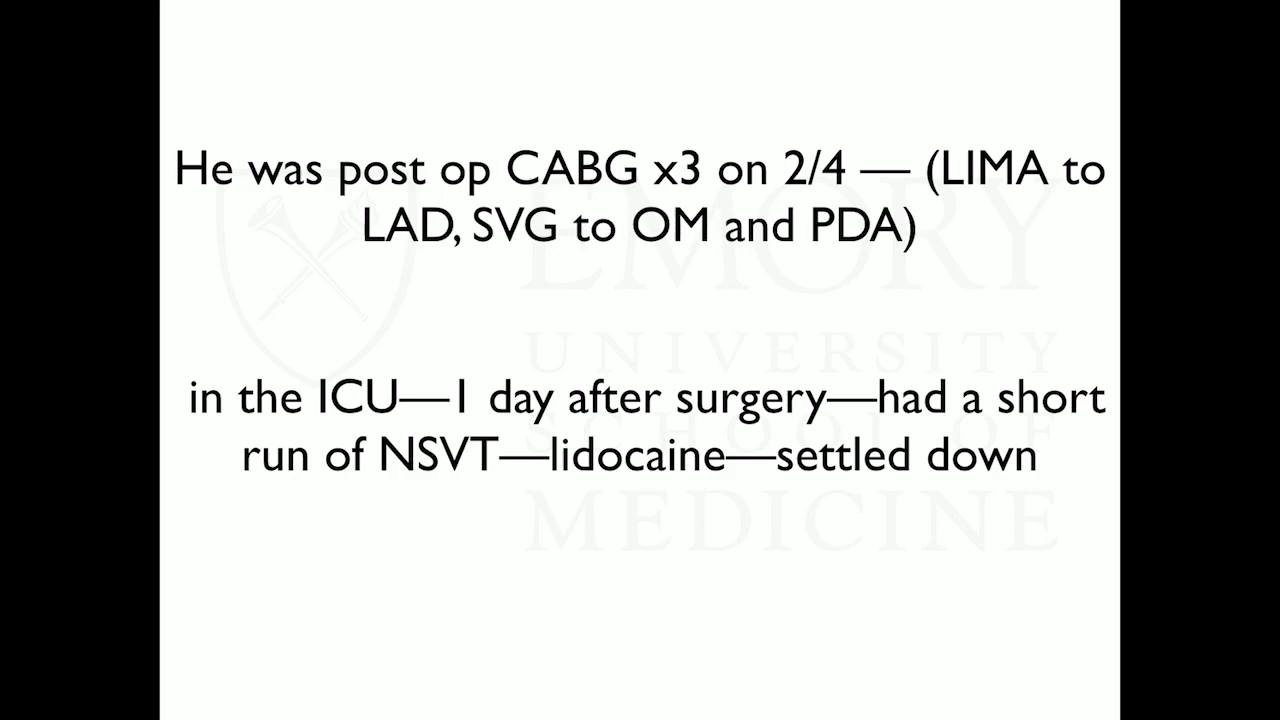 He was post op CABG x3 on 2/4 — (LIMA to
LAD, SVG to OM and PDA)
in the ICU—1 day after surgery—had a short
run of NSVT—lidocaine—settled down
EMORY
UNIVERSITY
SCHOOL OF
MEDICINE